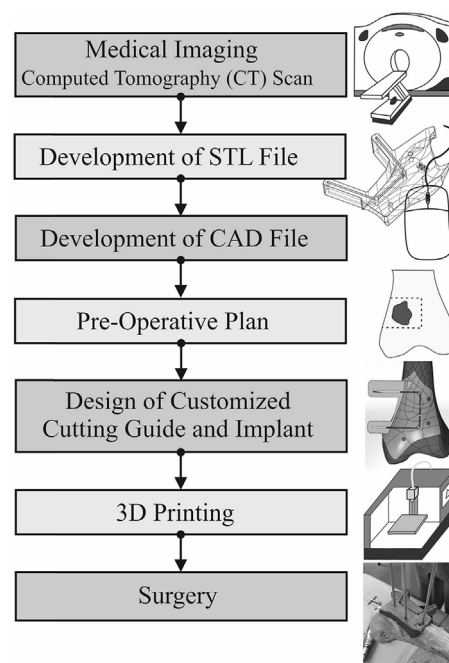 Medical Imaging
Computed Tomography (CT) Scan
Development of STL File
Development of CAD File
Pre-Operative Plan
Design of Customized
Cutting Guide and Implant
3D Printing
Surgery